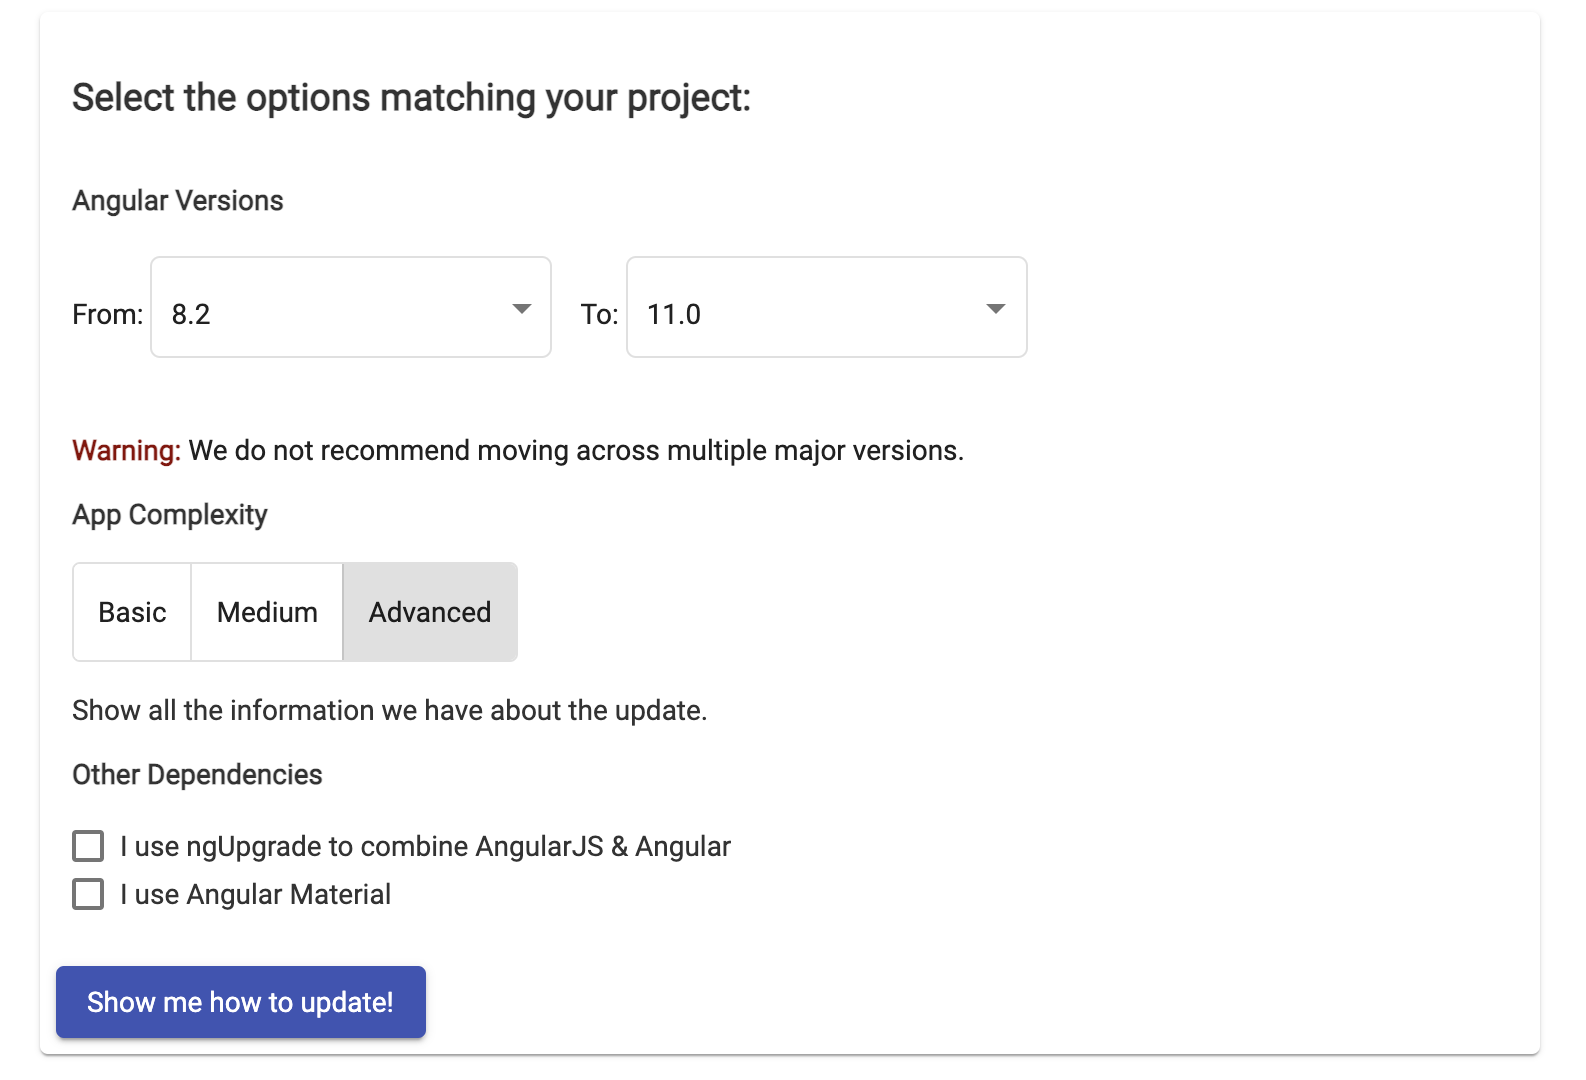 Select the options matching your project:
Angular Versions
From: 8.2 To: 11.0
Warning: We do not recommend moving across multiple major versions.
App Complexity
Basic Medium Advanced
Show all the information we have about the update.
Other Dependencies
I use ngUpgrade to combine AngularJS & Angular
I use Angular Material
Show me how to update!